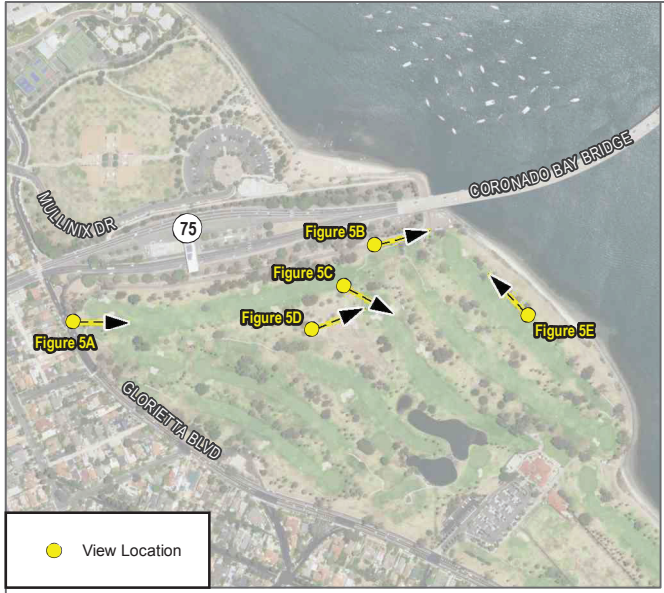 CORONADO BAY BRIDGE
MULLINIX DR
75
Figure 5B
Figure 5C
Figure 5D
Figure 5E
Figure 5A
GLORIETTA BLVD
View Location